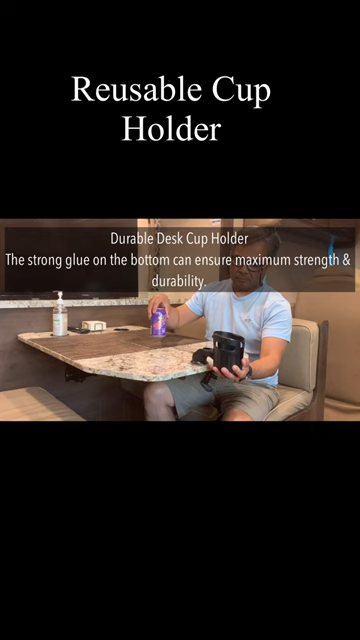 Reusable Cup
Holder
Durable Desk Cup Holder
The strong glue on the bottom can ensure maximum strength &
durability.